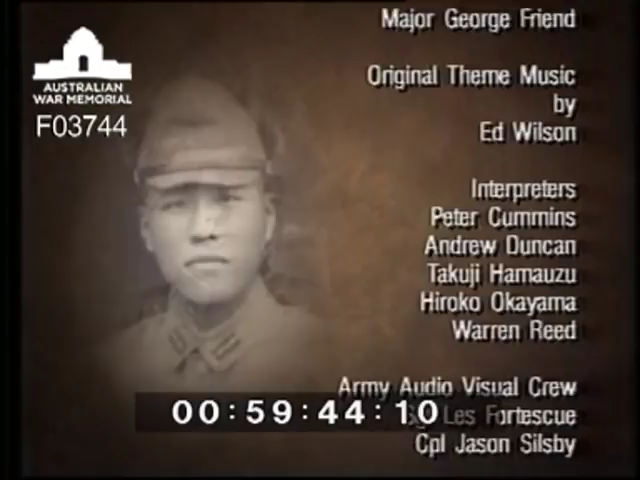 AUSTRALIAN
WAR MEMORIAL
F03744
Major George Friend
Original Theme Music
by
Ed Wilson
Interpreters
Peter Cummins
Andrew Duncan
Takuji Hamauzu
Hiroko Okayama
Warren Reed
Army Audio Visual Crew
Les Fortescue
Cpl Jason Silsby
00:59:44:10